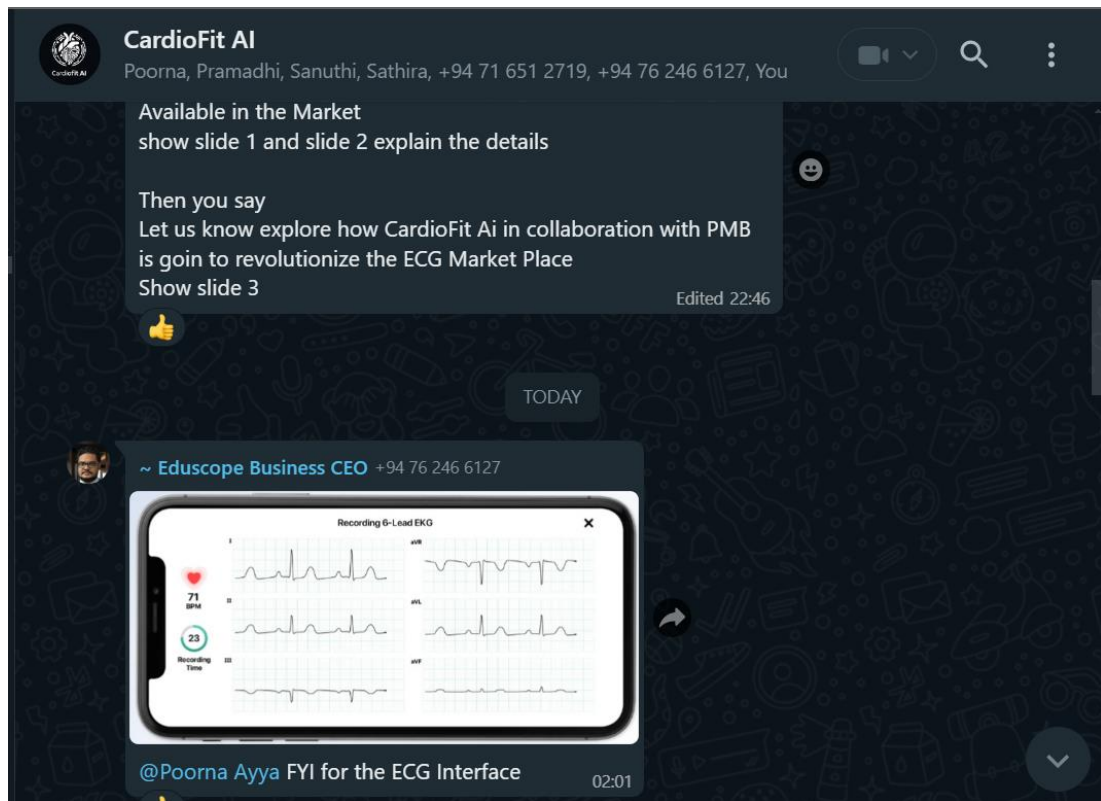 CardioFit AI
Poorna, Pramadhi, Sanuthi, Sathira, +94 71 651 2719, +94 76 246 6127, You
Cardiofit AI
Available in the Market
show slide 1 and slide 2 explain the details
Then you say
Let us know explore how CardioFit Ai in collaboration with PMB
is goin to revolutionize the ECG Market Place
Show slide 3
Edited 22:46
TODAY
~ Eduscope Business CEO +94 76 246 6127
Recording 6-Lead EKG
I
aVR
71
BPM
II
aVL
23
Recording
Time
III
aVF
@Poorna Ayya FYI for the ECG Interface
02:01